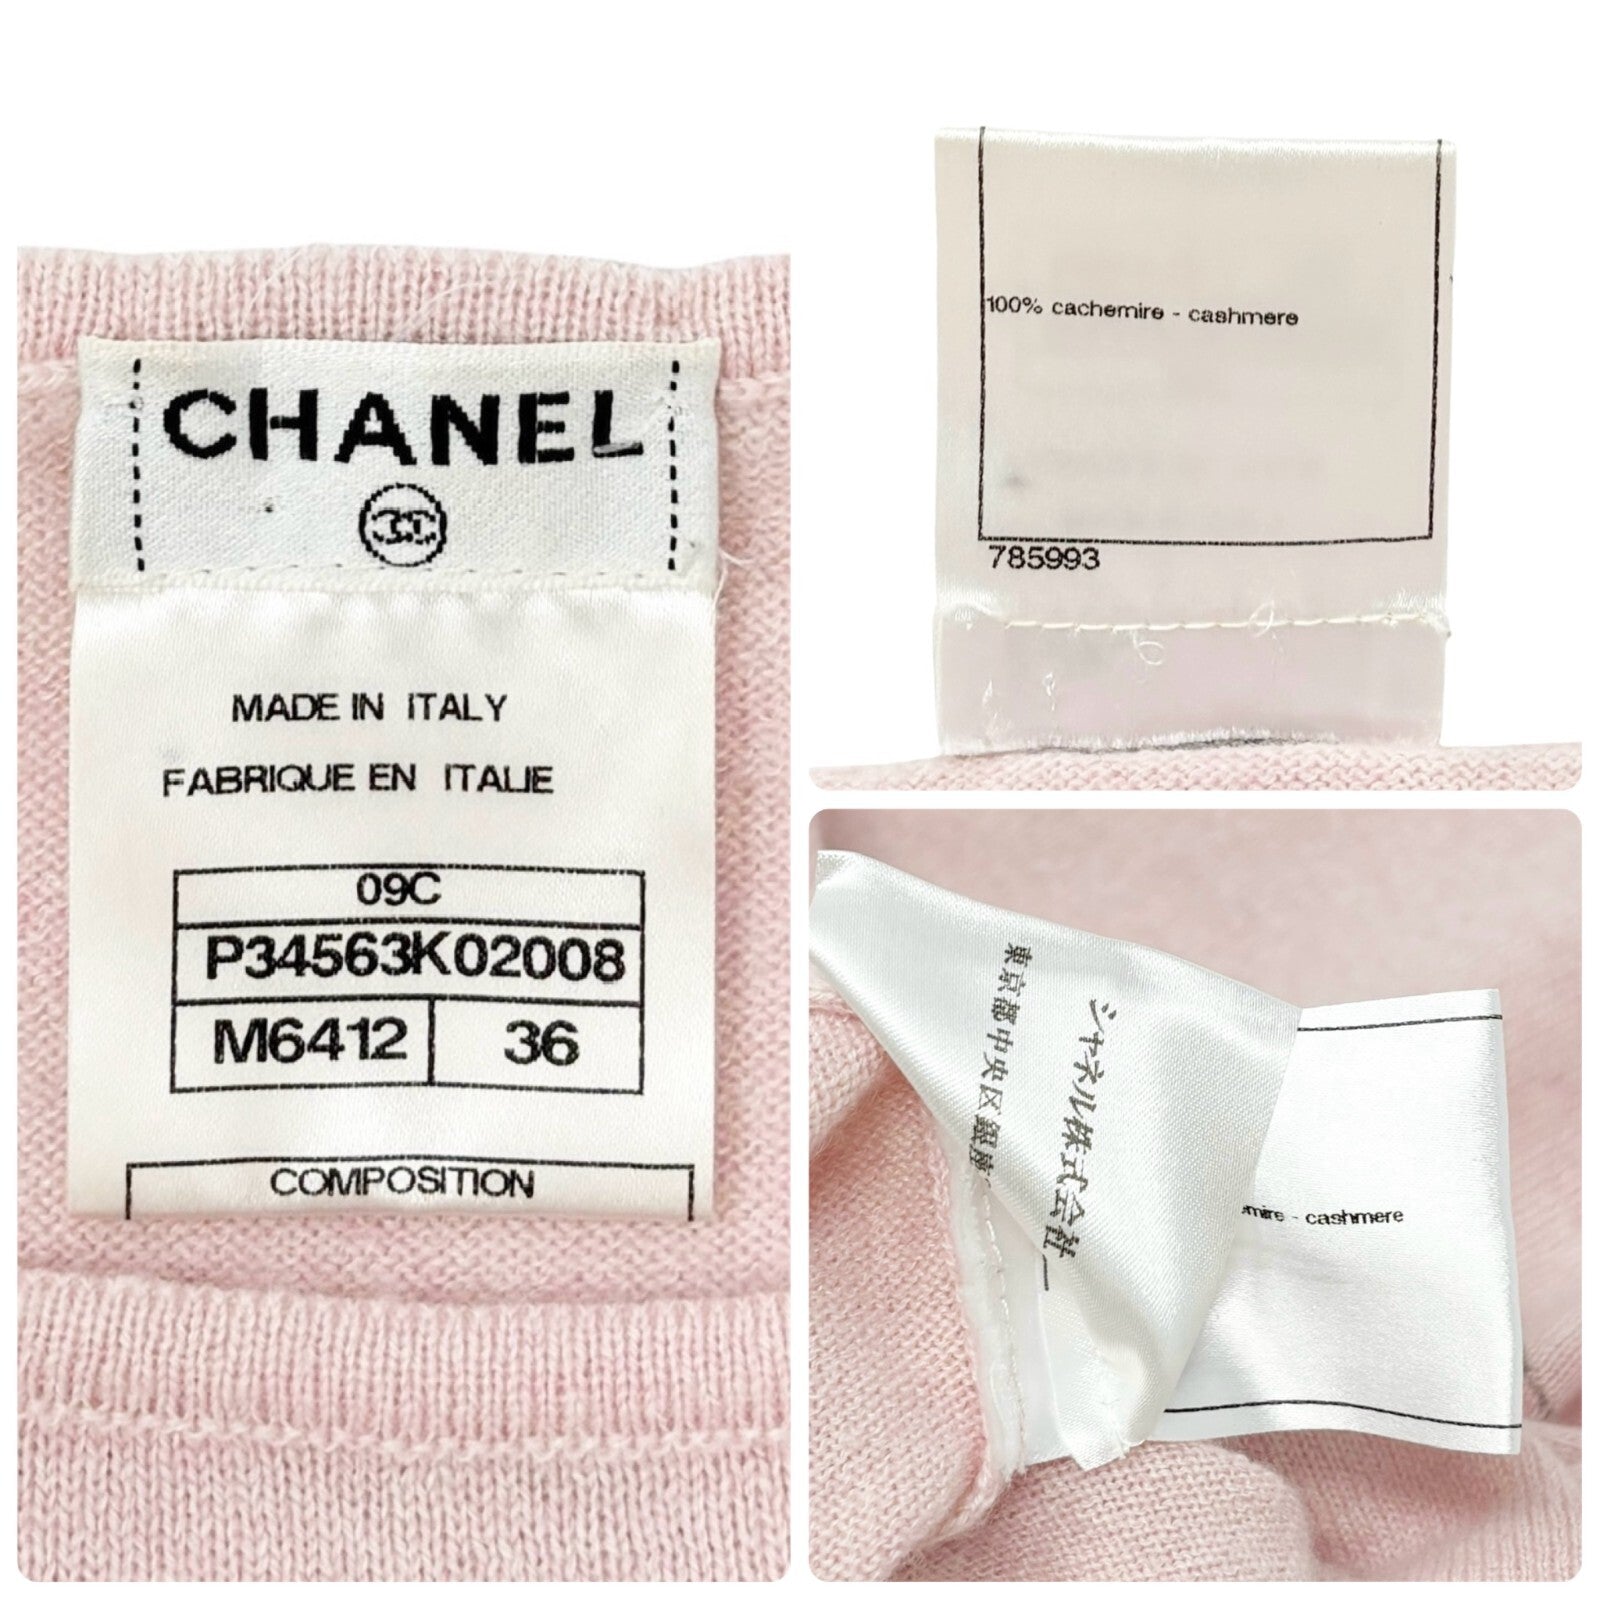 CHANEL
MADE IN ITALY
FABRIQUE EN ITALIE
09C
P34563K02008
M6412 36
COMPOSITION
100% cachemire - cashmere
785993
シャネル株式会社
東京都中央区銀座
- cashmere